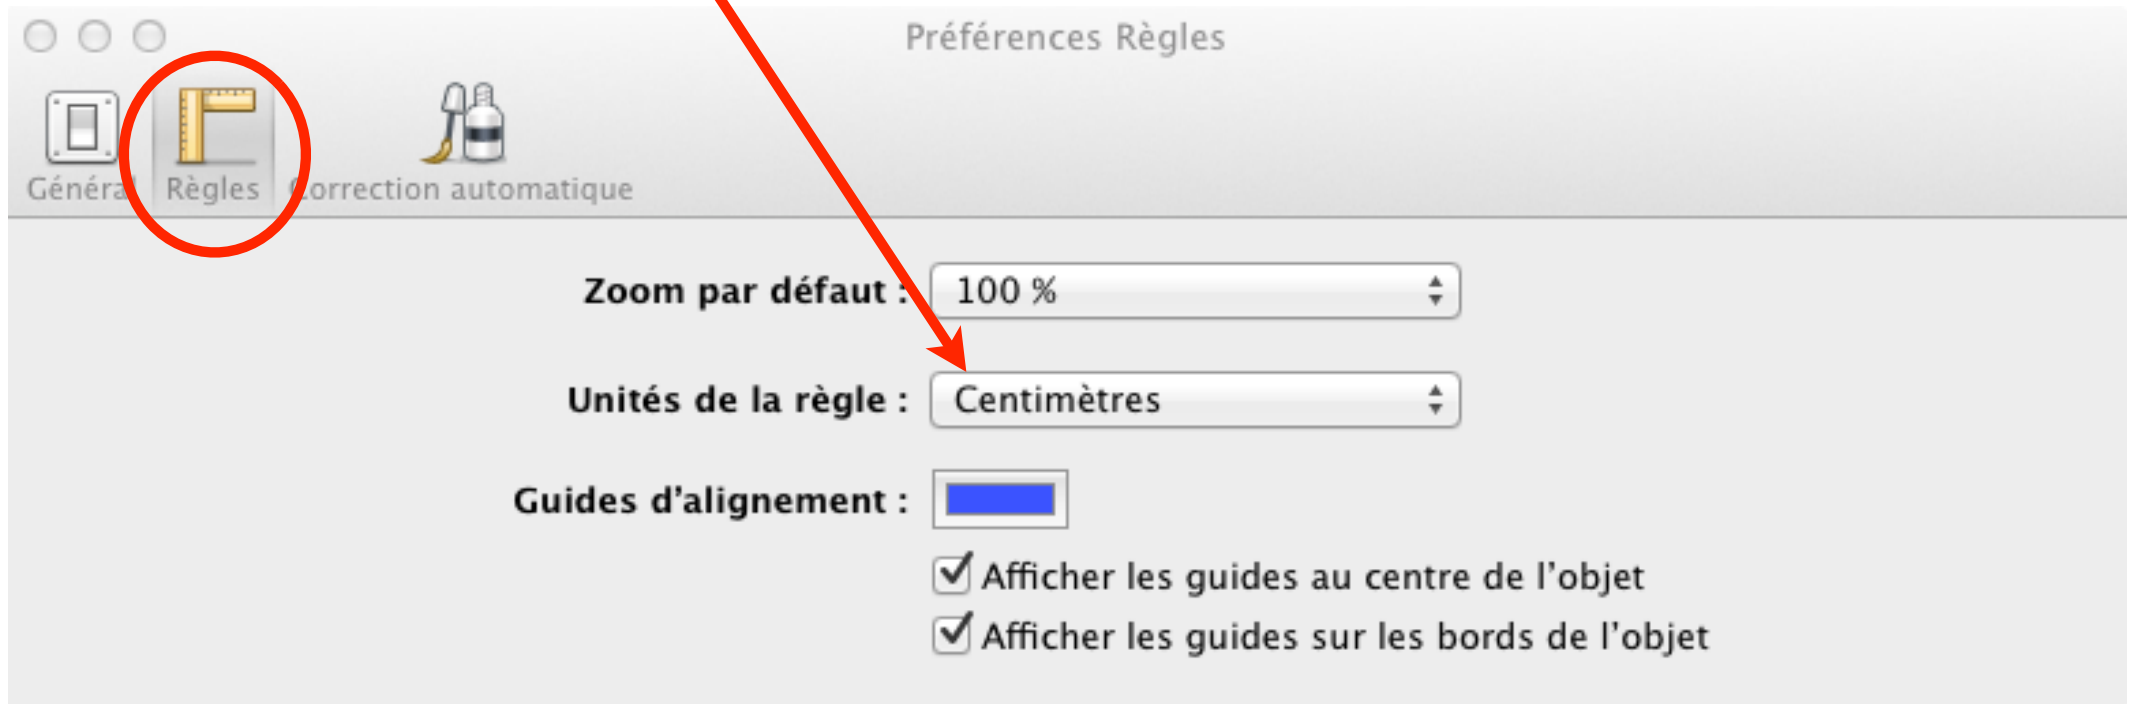 Préférences Règles
Général Règles Correction automatique
Zoom par défaut : 100 %
Unités de la règle : Centimètres
Guides d’alignement :
Afficher les guides au centre de l’objet
Afficher les guides sur les bords de l’objet